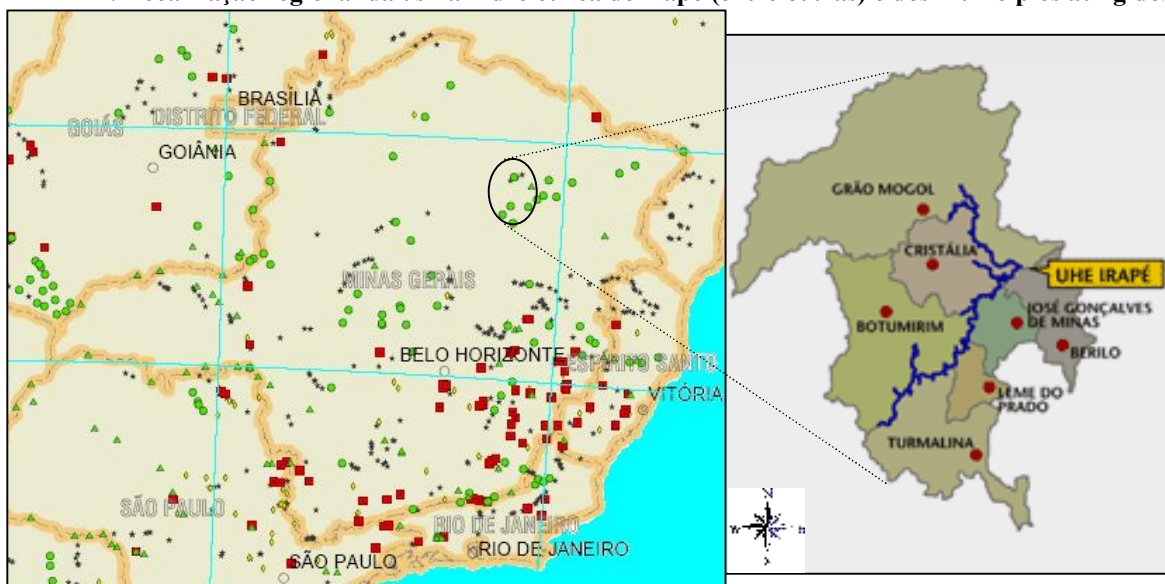 BRASÍLIA
DISTRITO FEDERAL
GOIÁS
GOIÂNIA
MINAS GERAIS
BELO HORIZONTE
ESPÍRITO SANTO
VITÓRIA
SÃO PAULO
RIO DE JANEIRO
RIO DE JANEIRO
SÃO PAULO
GRÃO MOGOL
CRISTÁLIA
UHE IRAPÉ
BOTUMIRIM
JOSÉ GONÇALVES
DE MINAS
BERILO
LEME DO
PRADO
TURMALINA